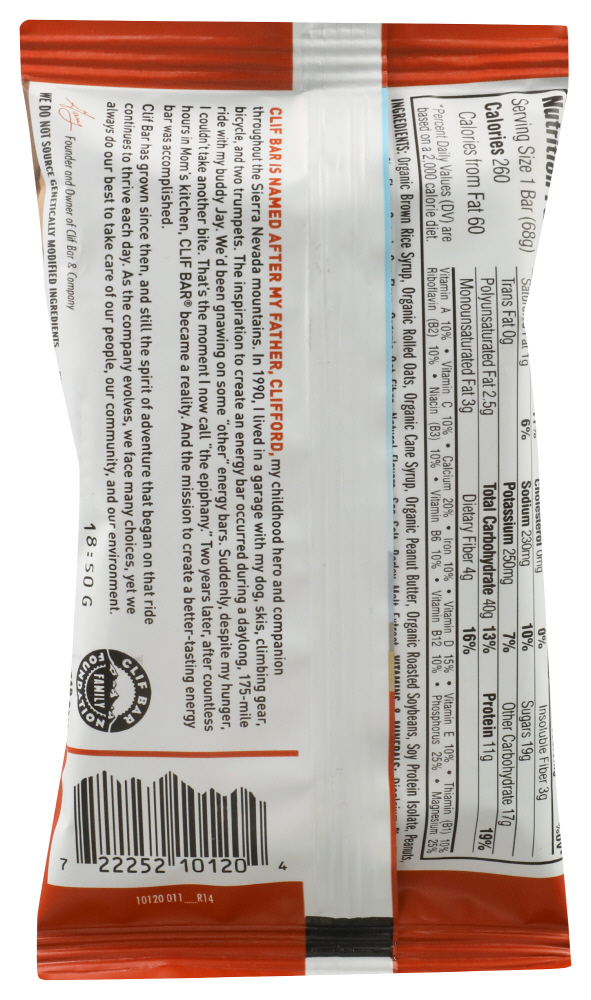 Nutrition
Serving Size 1 Bar (68g)
Calories 260
Calories from Fat 60
*Percent Daily Values (DV) are
based on a 2,000 calorie diet.
Fat 1g 6%
Trans Fat 0g
Polyunsaturated Fat 2.5g
Monounsaturated Fat 3g
Cholesterol 0mg 0%
Sodium 230mg 10%
Potassium 250mg 7%
Total Carbohydrate 40g 13%
Dietary Fiber 4g 16%
Insoluble Fiber 3g
Sugars 19g
Other Carbohydrate 17g
Protein 11g 19%
Vitamin A 10% • Vitamin C 10% • Calcium 20% • Iron 10% • Vitamin D 15% • Vitamin E 10% • Thiamin (B1) 10%
Riboflavin (B2) 10% • Niacin (B3) 10% • Vitamin B6 10% • Vitamin B12 10% • Phosphorus 25% • Magnesium 25%
INGREDIENTS: Organic Brown Rice Syrup, Organic Rolled Oats, Organic Cane Syrup, Organic Peanut Butter, Organic Roasted Soybeans, Soy Protein Isolate, Peanuts,
CLIF BAR IS NAMED AFTER MY FATHER, CLIFFORD, my childhood hero and companion
throughout the Sierra Nevada mountains. In 1990, I lived in a garage with my dog, skis, climbing gear,
bicycle, and two trumpets. The inspiration to create an energy bar occurred during a daylong, 175-mile
ride with my buddy Jay. We'd been gnawing on some "other" energy bars. Suddenly, despite my hunger,
I couldn't take another bite. That's the moment I now call "the epiphany." Two years later, after countless
hours in Mom's kitchen, CLIF BAR® became a reality. And the mission to create a better-tasting energy
bar was accomplished.
Clif Bar has grown since then, and still the spirit of adventure that began on that ride
continues to thrive each day. As the company evolves, we face many choices, yet we
always do our best to take care of our people, our community, and our environment.
Gary Founder and Owner of Clif Bar & Company
WE DO NOT SOURCE GENETICALLY MODIFIED INGREDIENTS
18:50 G
CLIF BAR
FAMILY
FOUNDATION
7 22252 10120 4
10120 011__R14